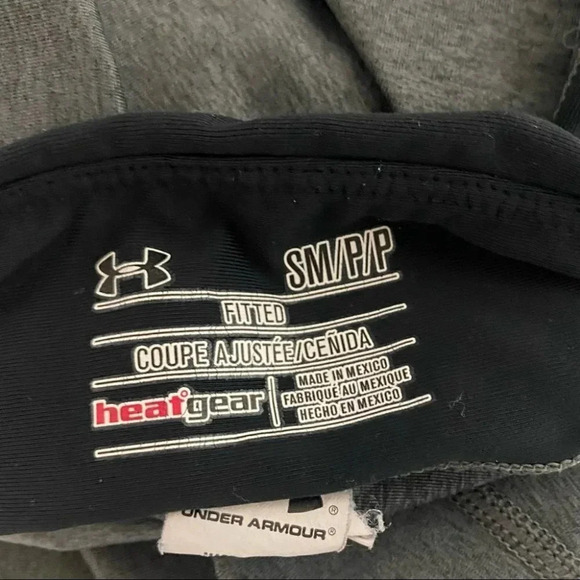 SM/P/P
FITTED
COUPE AJUSTÉE/CEÑIDA
heatgear
MADE IN MEXICO
FABRIQUÉ AU MEXIQUE
HECHO EN MEXICO
®
UNDER ARMOUR®